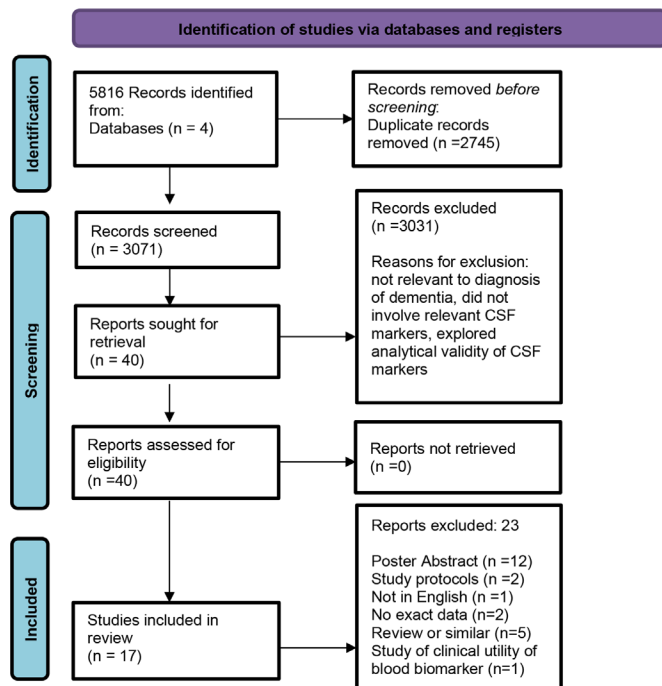 Identification of studies via databases and registers
Identification
5816 Records identified
from:
Databases (n = 4)
Records removed before
screening:
Duplicate records
removed (n =2745)
Screening
Records screened
(n = 3071)
Records excluded
(n =3031)
Reasons for exclusion:
not relevant to diagnosis
of dementia, did not
involve relevant CSF
markers, explored
analytical validity of CSF
markers
Reports sought for
retrieval
(n = 40)
Reports assessed for
eligibility
(n =40)
Reports not retrieved
(n =0)
Included
Studies included in
review
(n = 17)
Reports excluded: 23
Poster Abstract (n =12)
Study protocols (n =2)
Not in English (n =1)
No exact data (n=2)
Review or similar (n=5)
Study of clinical utility of
blood biomarker (n=1)